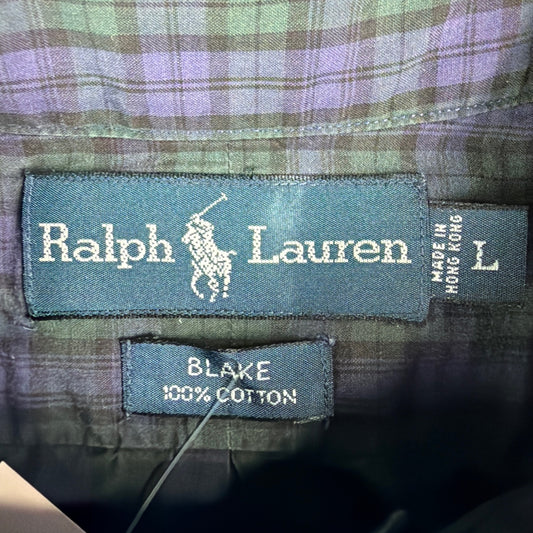 Ralph Lauren
MADE IN
HONG KONG
L
BLAKE
100% COTTON